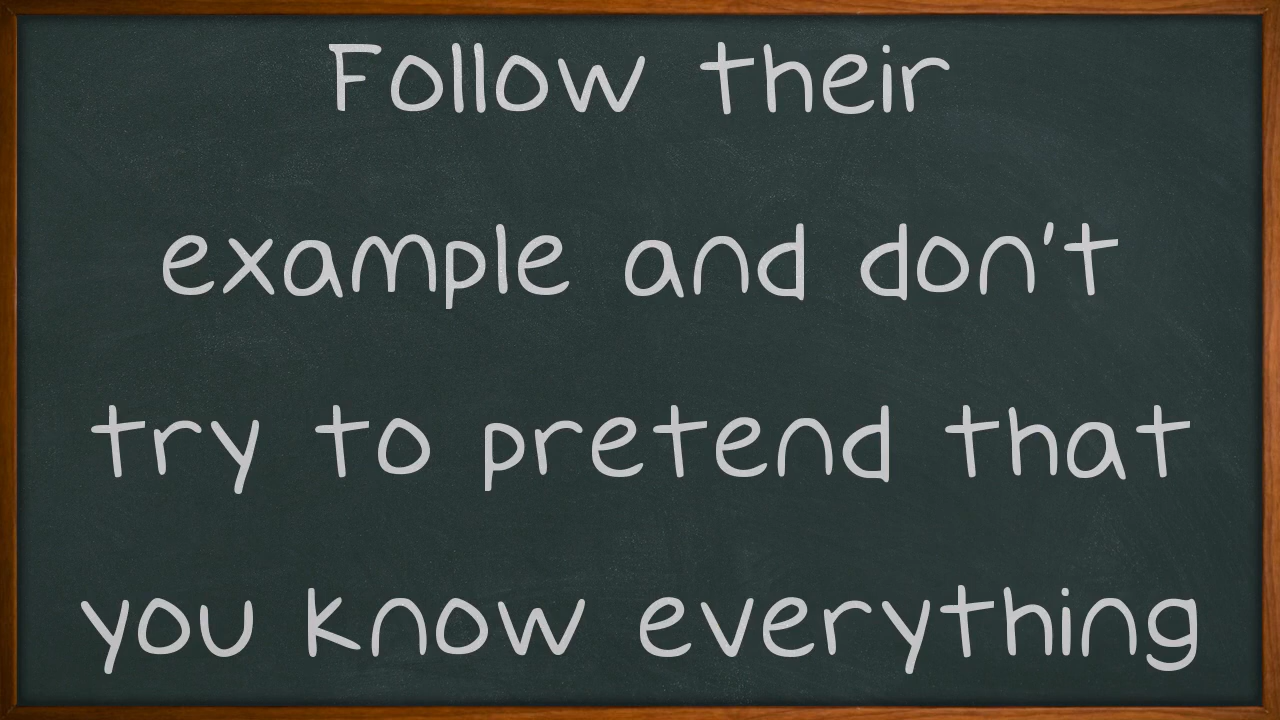 Follow their
example and don't
try to pretend that
you know everything